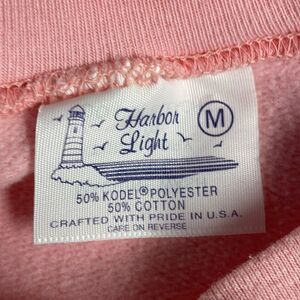 Harbor
Light
M
50% KODEL® POLYESTER
50% COTTON
CRAFTED WITH PRIDE IN U.S.A.
CARE ON REVERSE